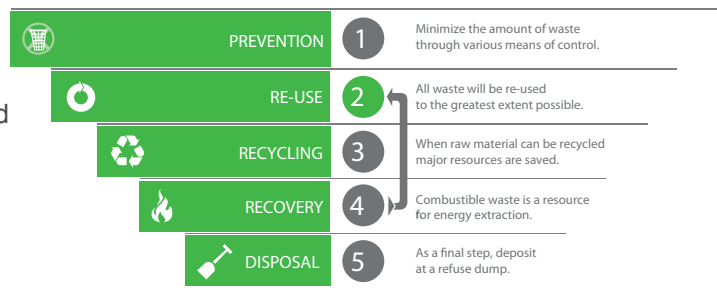 PREVENTION
1
Minimize the amount of waste
through various means of control.
RE-USE
2
All waste will be re-used
to the greatest extent possible.
d
RECYCLING
3
When raw material can be recycled
major resources are saved.
RECOVERY
4
Combustible waste is a resource
for energy extraction.
DISPOSAL
5
As a final step, deposit
at a refuse dump.